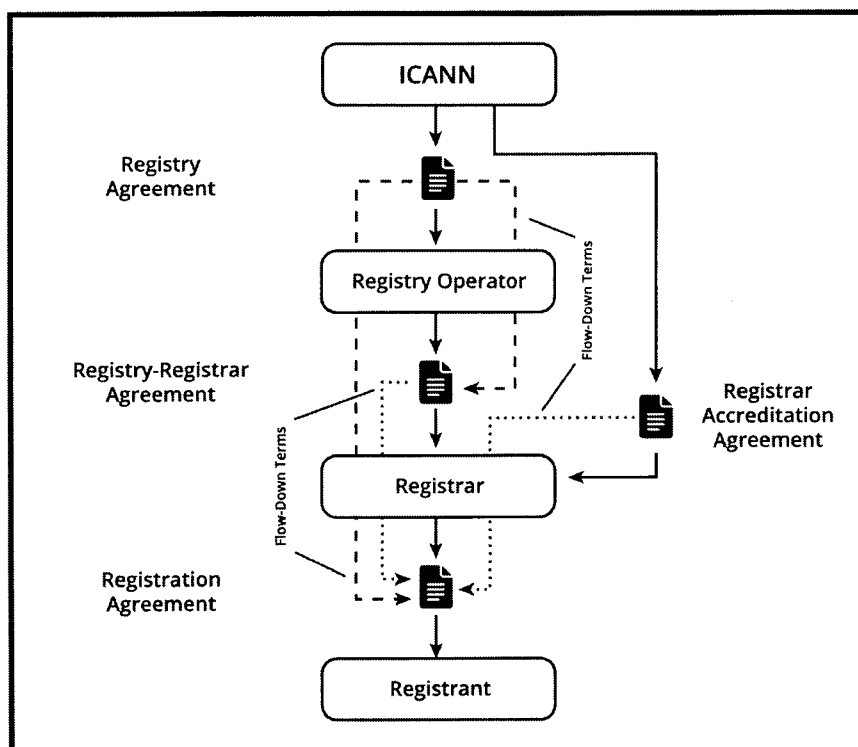 ICANN
Registry
Agreement
Flow-Down Terms
Registry Operator
Registry-Registrar
Agreement
Registrar
Accreditation
Agreement
Flow-Down Terms
Registrar
Registration
Agreement
Registrant